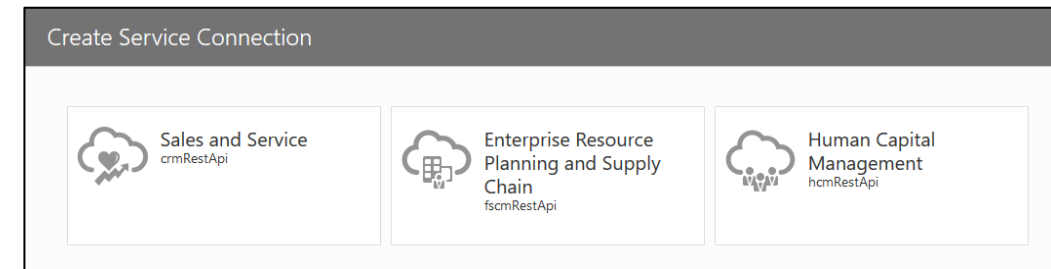 Create Service Connection
Sales and Service
crmRestApi
Enterprise Resource
Planning and Supply
Chain
fscmRestApi
Human Capital
Management
hcmRestApi